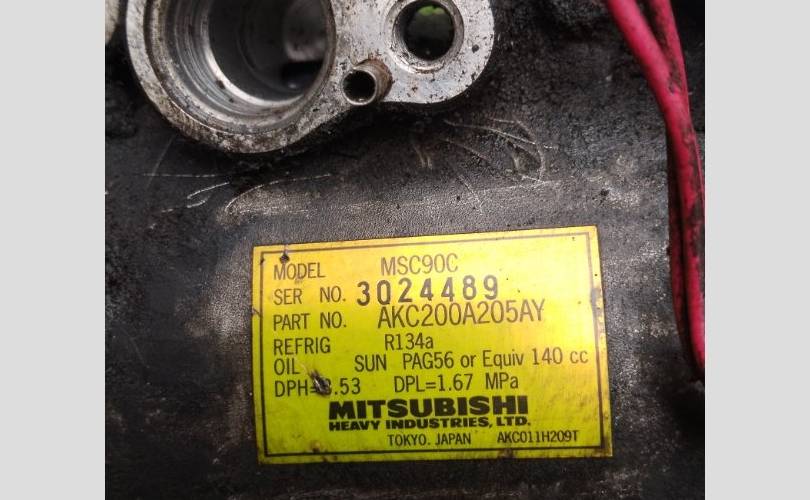 MODEL MSC90C
SER NO. 3024489
PART NO. AKC200A205AY
REFRIG R134a
OIL SUN PAG56 or Equiv 140 cc
DPL=1.67 MPa
MITSUBISHI
HEAVY INDUSTRIES, LTD.
TOKYO. JAPAN AKC011H209T